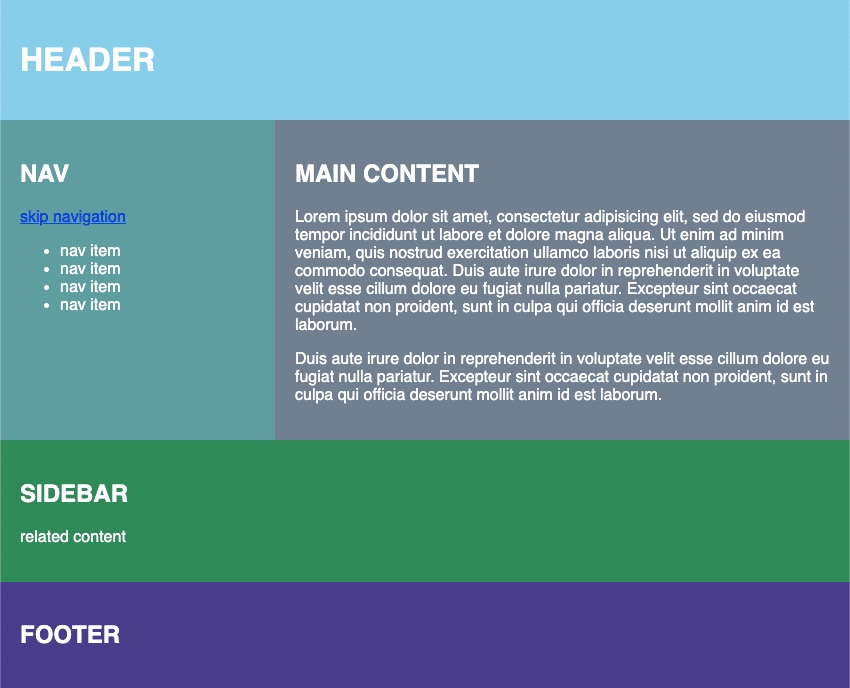 HEADER
NAV
skip navigation
nav item
nav item
nav item
nav item
MAIN CONTENT
Lorem ipsum dolor sit amet, consectetur adipisicing elit, sed do eiusmod
tempor incididunt ut labore et dolore magna aliqua. Ut enim ad minim
veniam, quis nostrud exercitation ullamco laboris nisi ut aliquip ex ea
commodo consequat. Duis aute irure dolor in reprehenderit in voluptate
velit esse cillum dolore eu fugiat nulla pariatur. Excepteur sint occaecat
cupidatat non proident, sunt in culpa qui officia deserunt mollit anim id est
laborum.
Duis aute irure dolor in reprehenderit in voluptate velit esse cillum dolore eu
fugiat nulla pariatur. Excepteur sint occaecat cupidatat non proident, sunt in
culpa qui officia deserunt mollit anim id est laborum.
SIDEBAR
related content
FOOTER